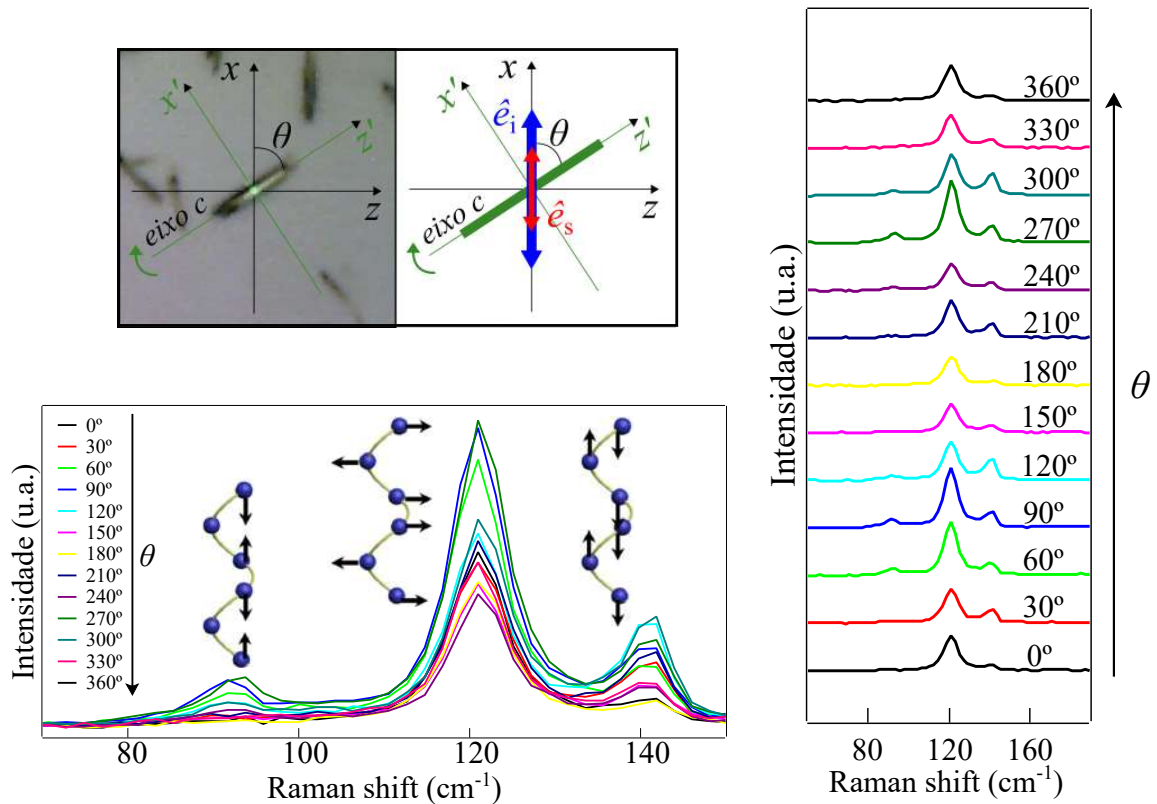 x
x'
θ
z'
z
eixo c
x
x'
ê_i
θ
z'
z
ê_s
eixo c
Intensidade (u.a.)
0º
30º
60º
90º
120º
150º
180º
210º
240º
270º
300º
330º
360º
θ
80
100
120
140
Raman shift (cm⁻¹)
Intensidade (u.a.)
360º
330º
300º
270º
240º
210º
180º
150º
120º
90º
60º
30º
0º
θ
80
120
160
Raman shift (cm⁻¹)